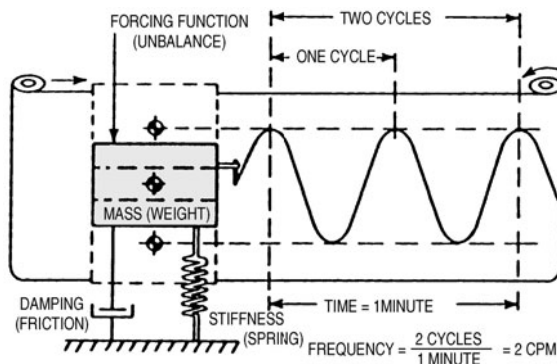 FORCING FUNCTION
(UNBALANCE)
TWO CYCLES
ONE CYCLE
MASS (WEIGHT)
DAMPING
(FRICTION)
STIFFNESS
(SPRING)
TIME = 1MINUTE
FREQUENCY = 2 CYCLES
1 MINUTE = 2 CPM